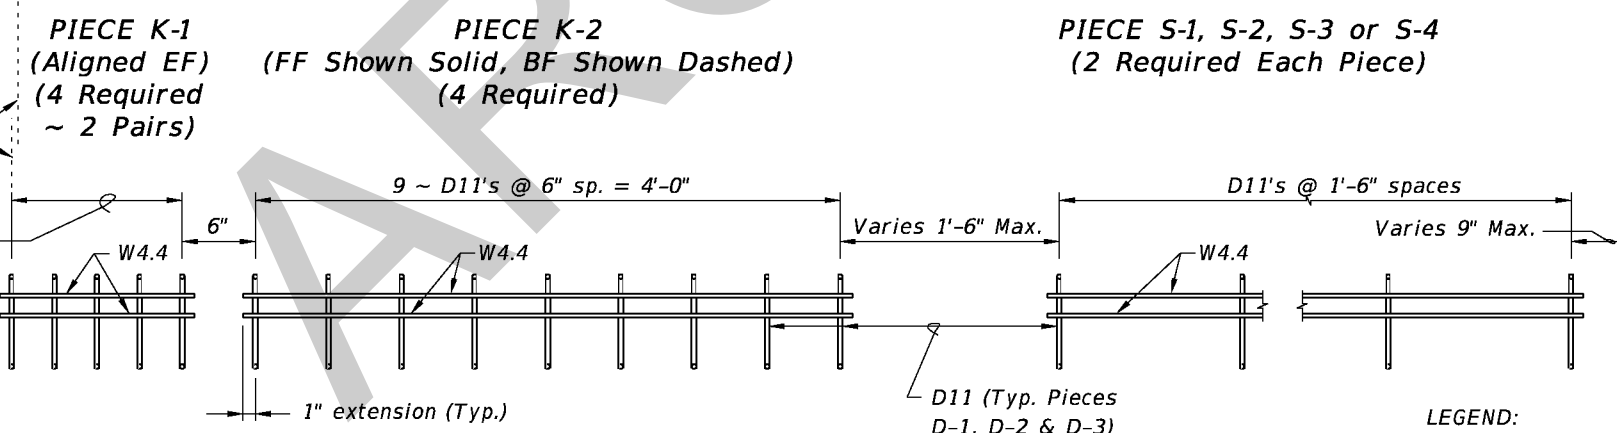 PIECE K-1
(Aligned EF)
(4 Required
~ 2 Pairs)
PIECE K-2
(FF Shown Solid, BF Shown Dashed)
(4 Required)
PIECE S-1, S-2, S-3 or S-4
(2 Required Each Piece)
9 ~ D11's @ 6" sp. = 4'-0"
D11's @ 1'-6" spaces
6"
Varies 1'-6" Max.
Varies 9" Max.
W4.4
W4.4
W4.4
1" extension (Typ.)
D11 (Typ. Pieces
D-1, D-2 & D-3)
LEGEND: